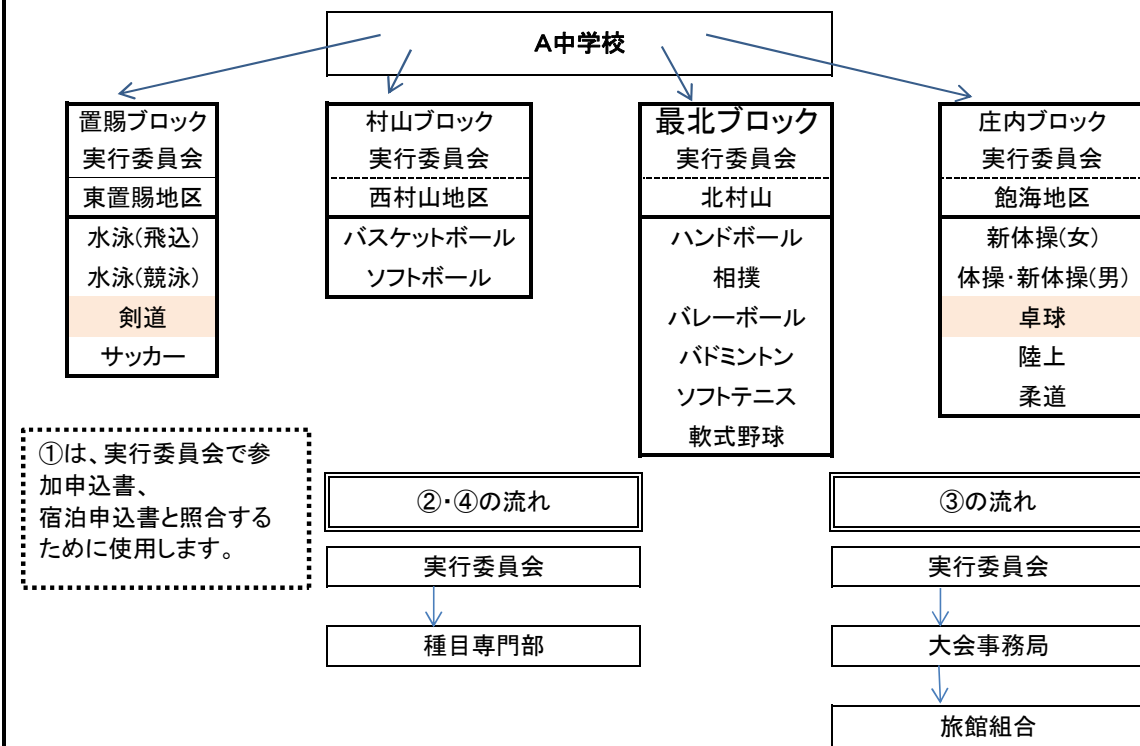 A中学校
置賜ブロック
実行委員会
東置賜地区
水泳(飛込)
水泳(競泳)
剣道
サッカー
村山ブロック
実行委員会
西村山地区
バスケットボール
ソフトボール
最北ブロック
実行委員会
北村山
ハンドボール
相撲
バレーボール
バドミントン
ソフトテニス
軟式野球
庄内ブロック
実行委員会
飽海地区
新体操(女)
体操・新体操(男)
卓球
陸上
柔道
①は、実行委員会で参
加申込書、
宿泊申込書と照合する
ために使用します。
②・④の流れ
実行委員会
種目専門部
③の流れ
実行委員会
大会事務局
旅館組合